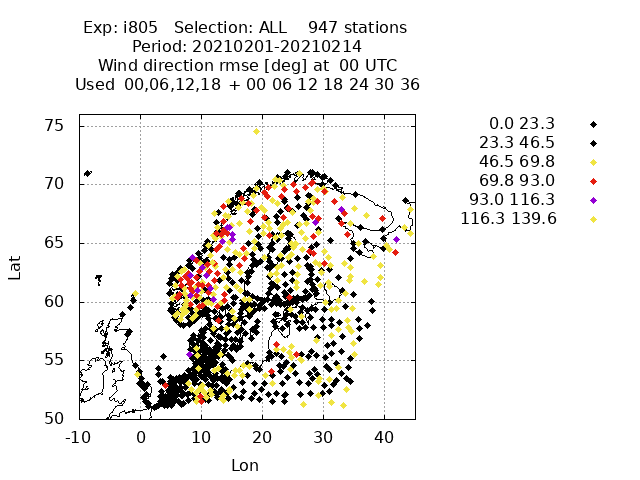 Exp: i805 Selection: ALL 947 stations
Period: 20210201-20210214
Wind direction rmse [deg] at 00 UTC
Used 00,06,12,18 + 00 06 12 18 24 30 36
0.0 23.3
23.3 46.5
46.5 69.8
69.8 93.0
93.0 116.3
116.3 139.6
75
70
65
60
55
50
Lat
-10 0 10 20 30 40
Lon